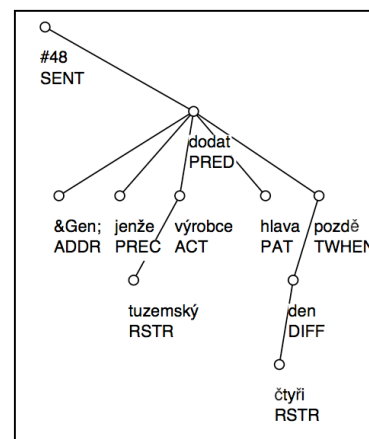 #48
SENT
dodat
PRED
&Gen; jenže výrobce hlava pozdě
ADDR PREC ACT PAT TWHEN
tuzemský den
RSTR DIFF
čtyři
RSTR